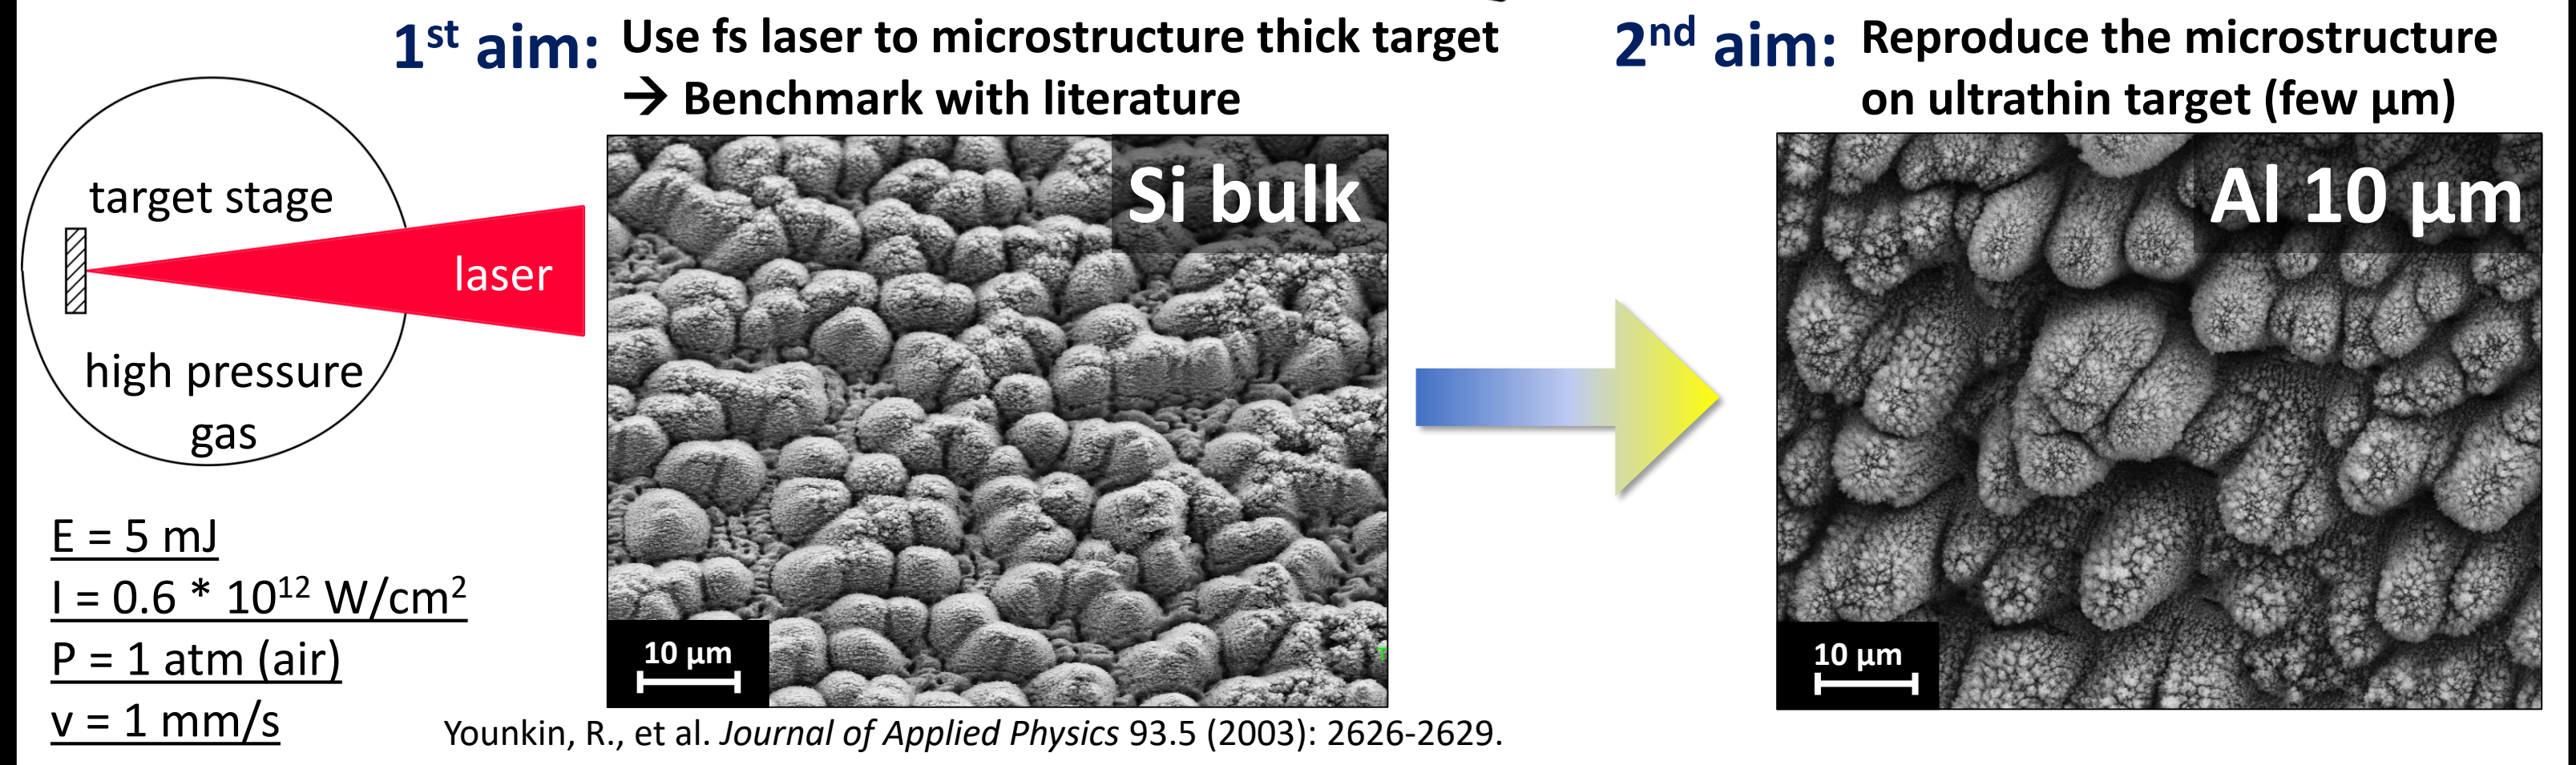 1st aim: Use fs laser to microstructure thick target
→ Benchmark with literature
2nd aim: Reproduce the microstructure
on ultrathin target (few µm)
target stage
laser
high pressure
gas
E = 5 mJ
I = 0.6 * 10¹² W/cm²
P = 1 atm (air)
v = 1 mm/s
Si bulk
10 µm
Al 10 µm
10 µm
Younkin, R., et al. Journal of Applied Physics 93.5 (2003): 2626-2629.